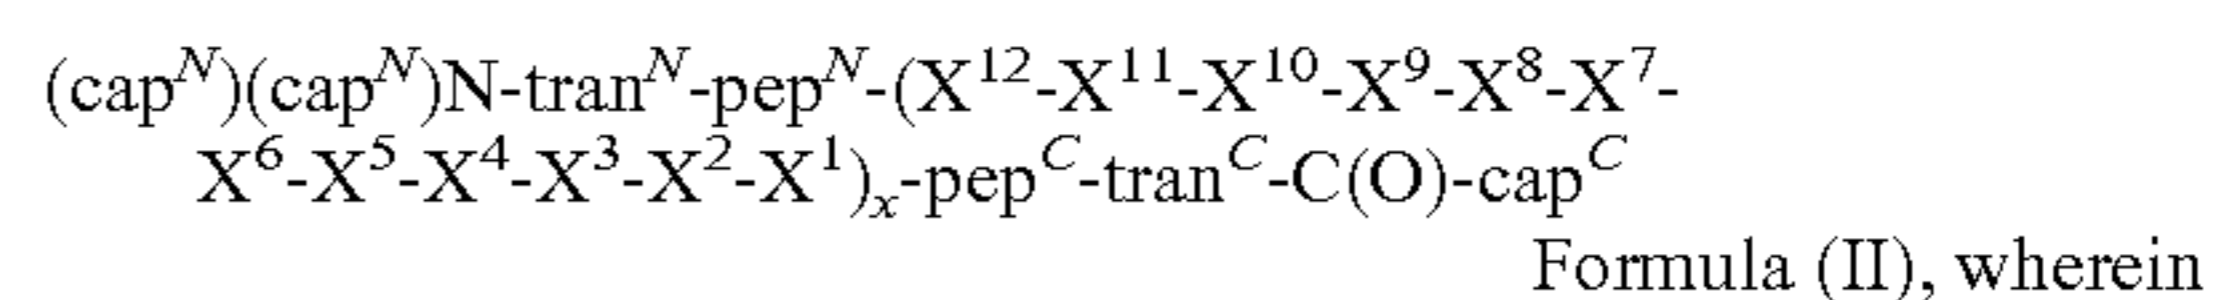 (cap^N)(cap^N)N-tran^N-pep^N-(X^12-X^11-X^10-X^9-X^8-X^7-
X^6-X^5-X^4-X^3-X^2-X^1)_x-pep^C-tran^C-C(O)-cap^C
Formula (II), wherein